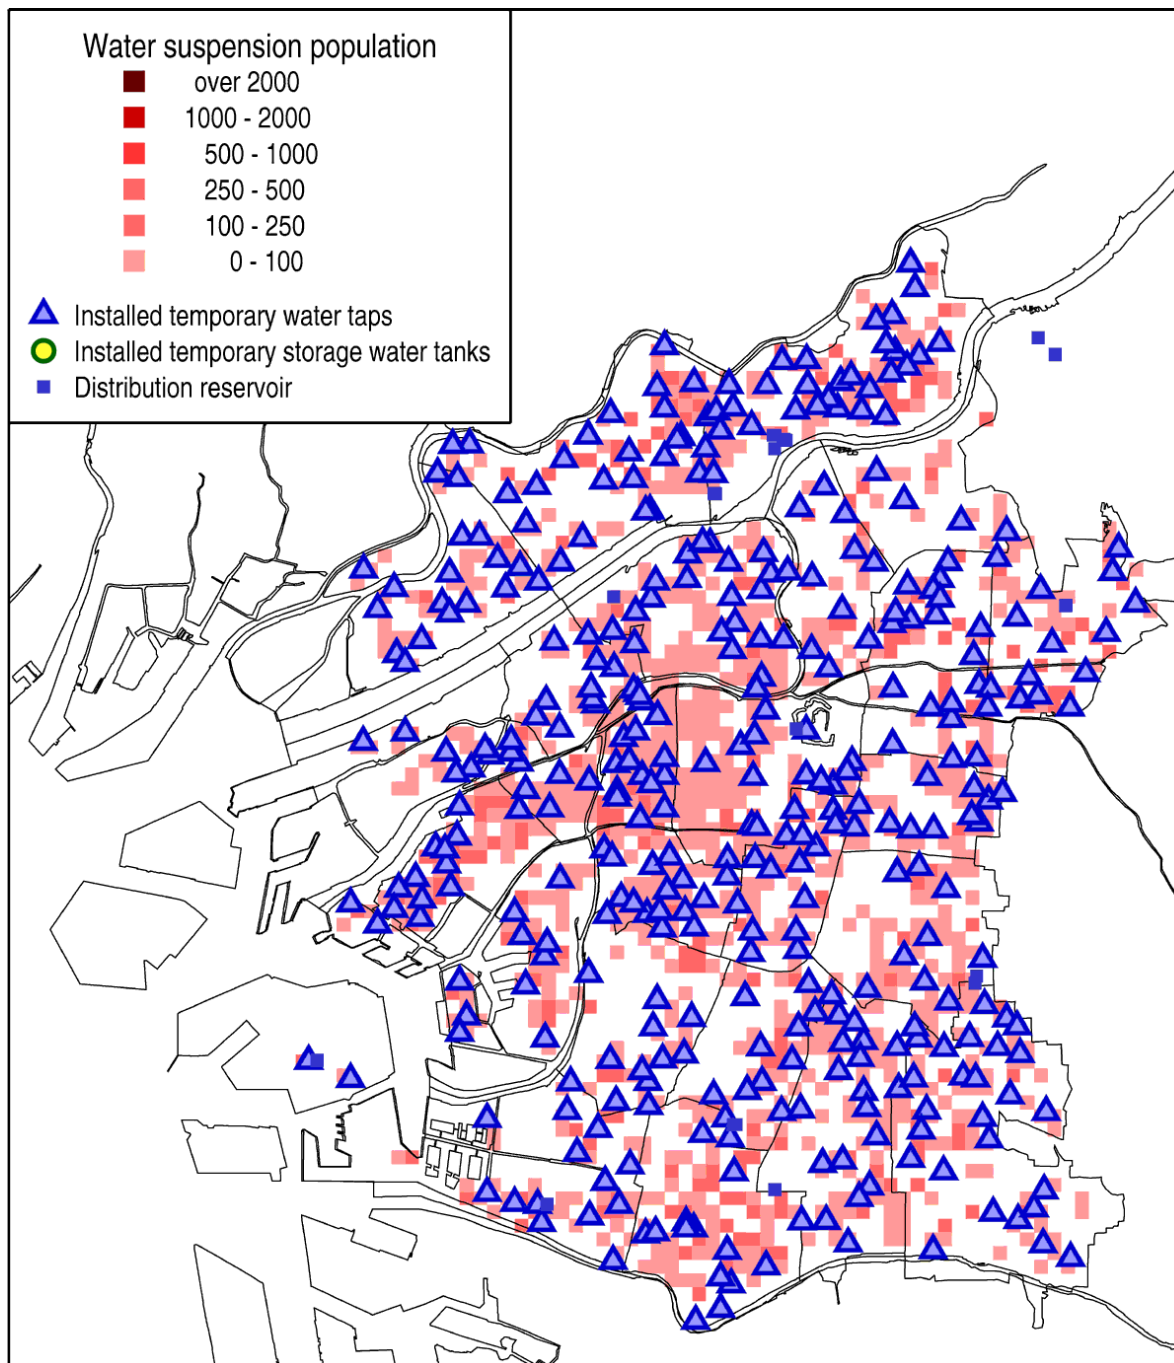 Water suspension population
over 2000
1000 - 2000
500 - 1000
250 - 500
100 - 250
0 - 100
Installed temporary water taps
Installed temporary storage water tanks
Distribution reservoir